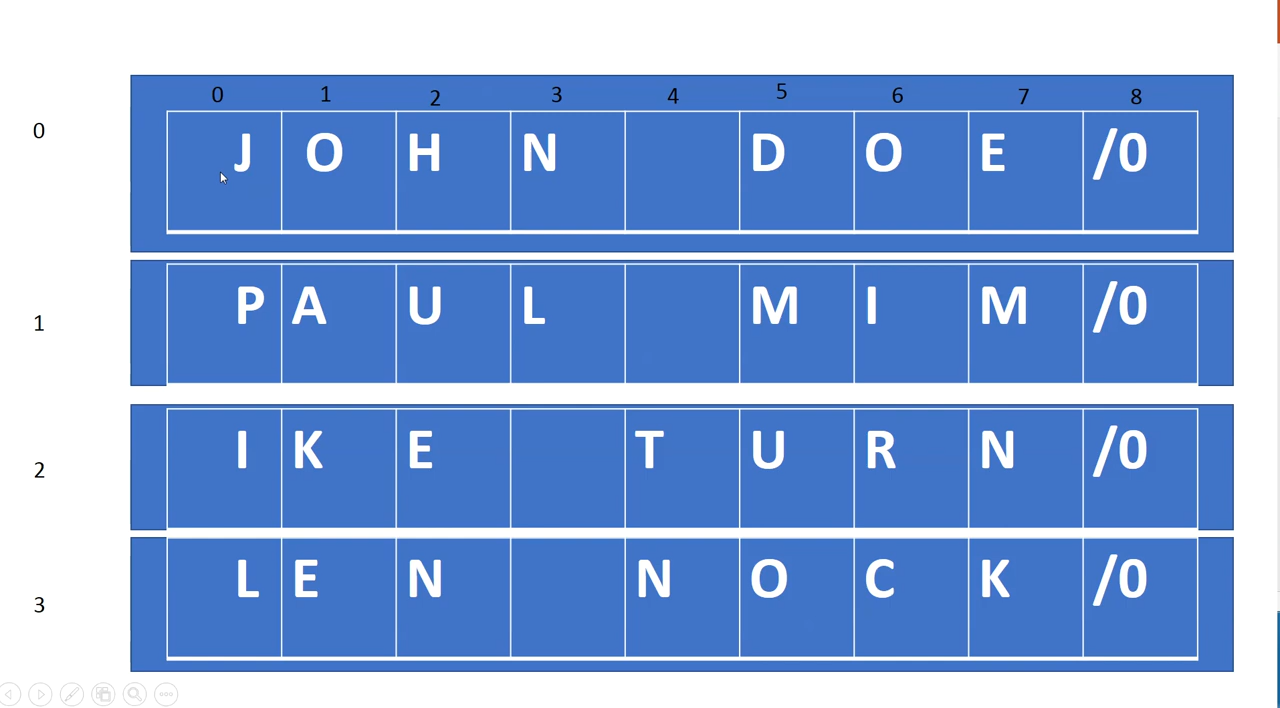 0 1 2 3 4 5 6 7 8
0 J O H N D O E /0
1 P A U L M I M /0
2 I K E T U R N /0
3 L E N N O C K /0